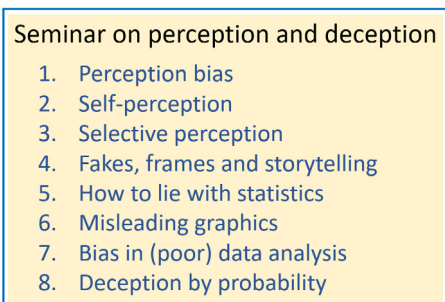 Seminar on perception and deception
1. Perception bias
2. Self-perception
3. Selective perception
4. Fakes, frames and storytelling
5. How to lie with statistics
6. Misleading graphics
7. Bias in (poor) data analysis
8. Deception by probability